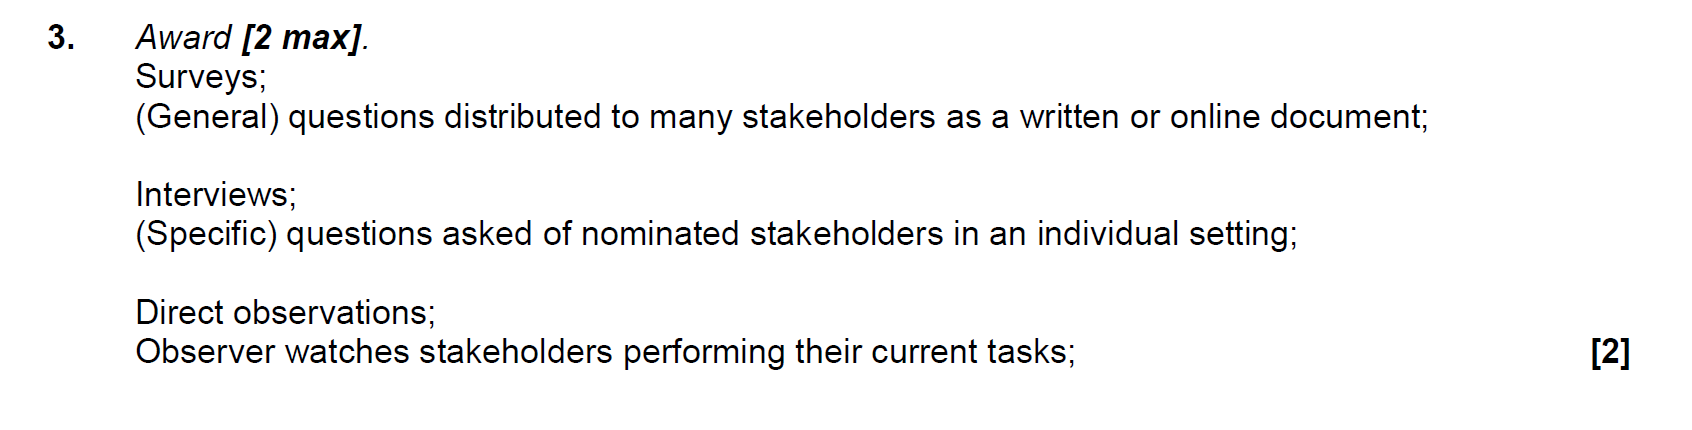 3. Award [2 max].
Surveys;
(General) questions distributed to many stakeholders as a written or online document;
Interviews;
(Specific) questions asked of nominated stakeholders in an individual setting;
Direct observations;
Observer watches stakeholders performing their current tasks; [2]